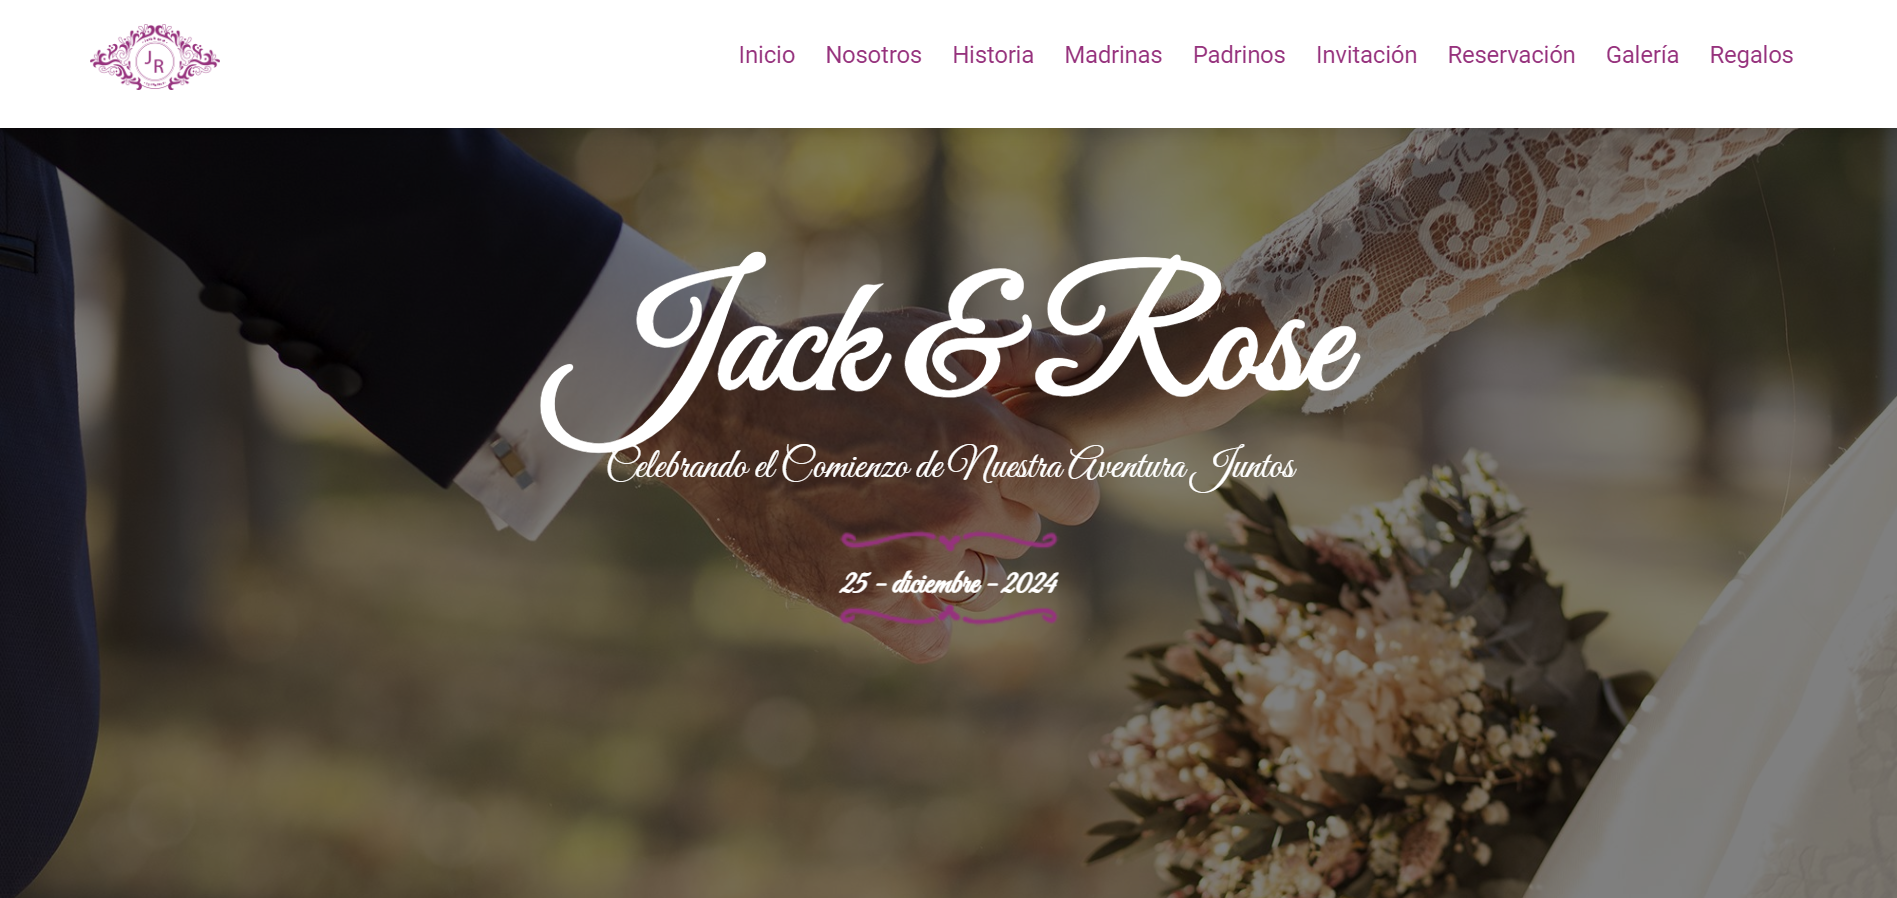 JR
Inicio Nosotros Historia Madrinas Padrinos Invitación Reservación Galería Regalos
Jack & Rose
Celebrando el Comienzo de Nuestra Aventura Juntos
25 - diciembre - 2024